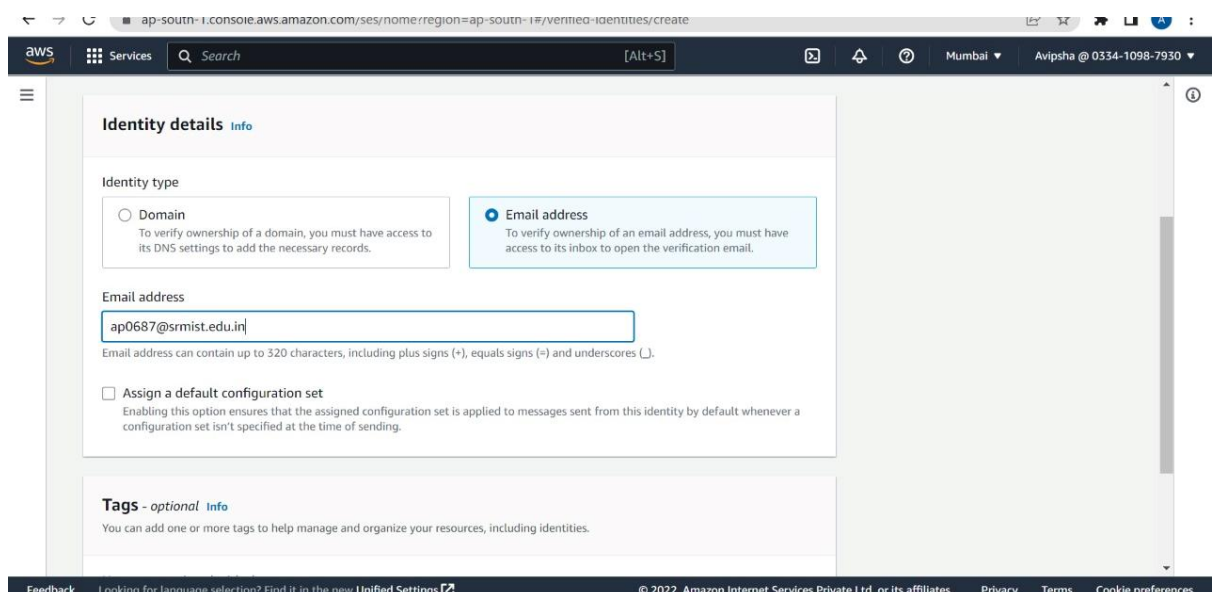 ap-south-1.console.aws.amazon.com/ses/home?region=ap-south-1#/verified-identities/create
A
aws Services Search [Alt+S] Mumbai ▼ Avipsha @ 0334-1098-7930 ▼
Identity details Info
Identity type
Domain
To verify ownership of a domain, you must have access to
its DNS settings to add the necessary records.
Email address
To verify ownership of an email address, you must have
access to its inbox to open the verification email.
Email address
ap0687@srmist.edu.in
Email address can contain up to 320 characters, including plus signs (+), equals signs (=) and underscores (_).
Assign a default configuration set
Enabling this option ensures that the assigned configuration set is applied to messages sent from this identity by default whenever a
configuration set isn't specified at the time of sending.
Tags - optional Info
You can add one or more tags to help manage and organize your resources, including identities.
Feedback Looking for language selection? Find it in the new Unified Settings © 2022, Amazon Internet Services Private Ltd. or its affiliates. Privacy Terms Cookie preferences